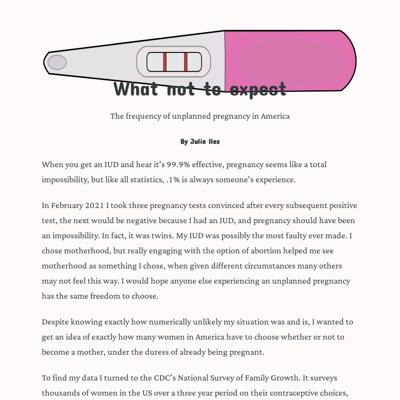 What not to expect
The frequency of unplanned pregnancy in America
By Julie Iles
When you get an IUD and hear it's 99.9% effective, pregnancy seems like a total
impossibility, but like all statistics, .1% is always someone's experience.
In February 2021 I took three pregnancy tests convinced after every subsequent positive
test, the next would be negative because I had an IUD, and pregnancy should have been
an impossibility. In fact, it was twins. My IUD was possibly the most faulty ever made. I
chose motherhood, but really engaging with the option of abortion helped me see
motherhood as something I chose, when given different circumstances many others
may not feel this way. I would hope anyone else experiencing an unplanned pregnancy
has the same freedom to choose.
Despite knowing exactly how numerically unlikely my situation was and is, I wanted to
get an idea of exactly how many women in America have to choose whether or not to
become a mother, under the duress of already being pregnant.
To find my data I turned to the CDC's National Survey of Family Growth. It surveys
thousands of women in the US over a three year period on their contraceptive choices,